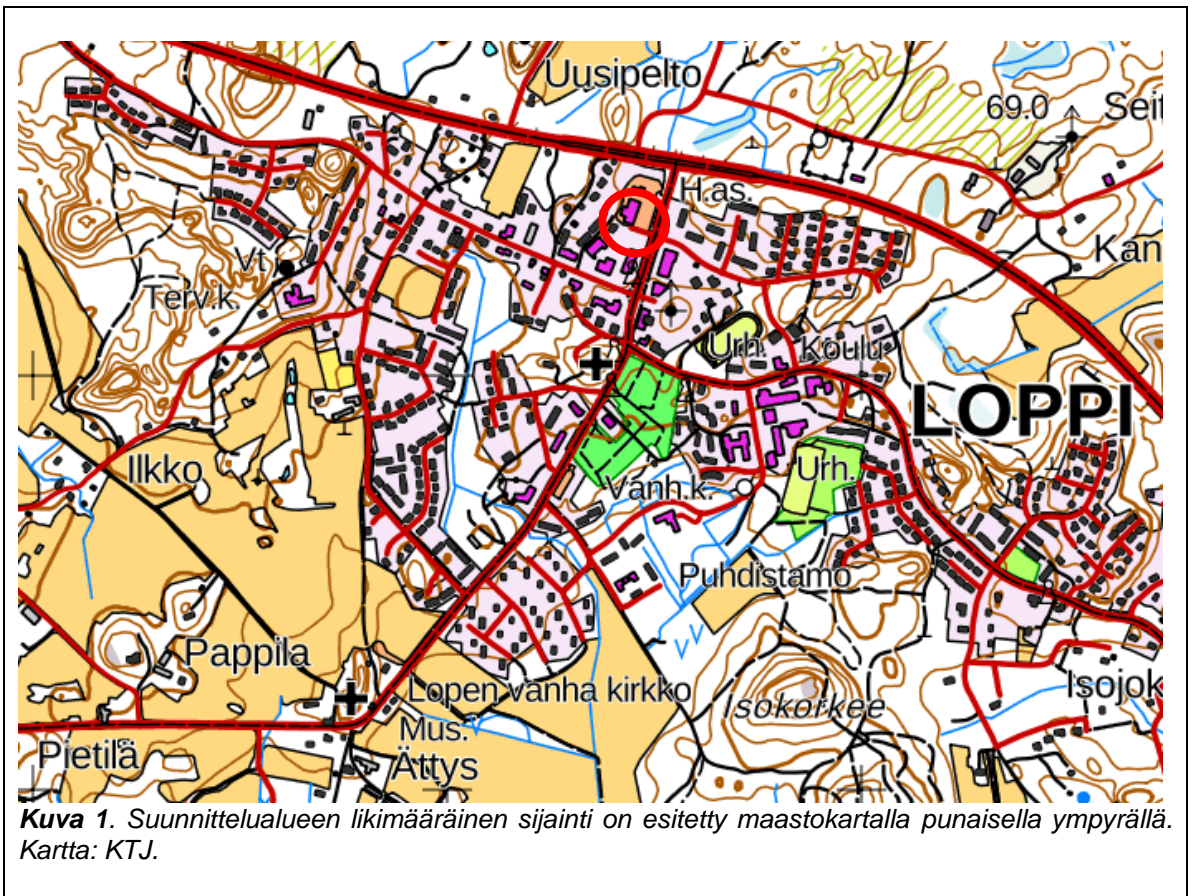 Uusipelto
69.0
Seit
H.as.
Kan
Vt
Terv.k.
Urh.
Koulu
LOPPI
Ilkko
Urh.
Vanh.k.
Puhdistamo
Pappila
Lopen vanha kirkko
Isokorkee
Isojok
Mus.
Pietilä
Ättys
Kuva 1. Suunnittelualueen likimääräinen sijainti on esitetty maastokartalla punaisella ympyrällä.
Kartta: KTJ.